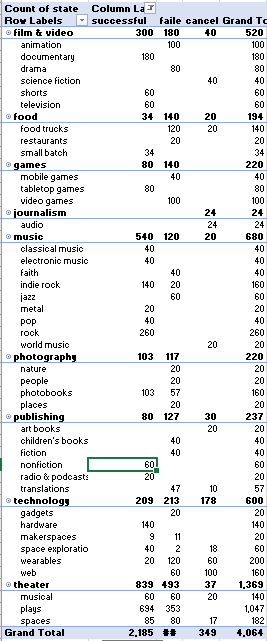 Count of state Column La
Row Labels successful faile cancel Grand To
film & video 300 180 40 520
animation 100 100
documentary 180 180
drama 80 80
science fiction 40 40
shorts 60 60
television 60 60
food 34 140 20 194
food trucks 120 20 140
restaurants 20 20
small batch 34 34
games 80 140 220
mobile games 40 40
tabletop games 80 80
video games 100 100
journalism 24 24
audio 24 24
music 540 120 20 680
classical music 40 40
electronic music 40 40
faith 40 40
indie rock 140 20 160
jazz 60 60
metal 20 20
pop 40 40
rock 260 260
world music 20 20
photography 103 117 220
nature 20 20
people 20 20
photobooks 103 57 160
places 20 20
publishing 80 127 30 237
art books 20 20
children's books 40 40
fiction 40 40
nonfiction 60 60
radio & podcasts 20 20
translations 47 10 57
technology 209 213 178 600
gadgets 20 20
hardware 140 140
makerspaces 9 11 20
space exploratio 40 2 18 60
wearables 20 120 60 200
web 60 100 160
theater 839 493 37 1,369
musical 60 60 20 140
plays 694 353 1,047
spaces 85 80 17 182
Grand Total 2,185 ## 349 4,064